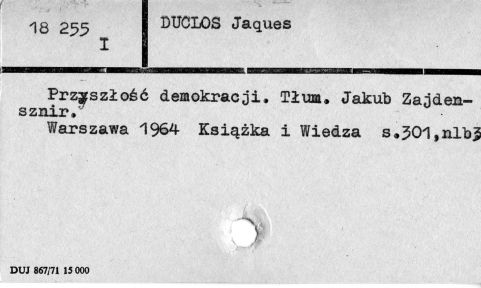 18 255
I
DUCLOS Jaques
Przyszłość demokracji. Tłum. Jakub Zajden-
sznir.
Warszawa 1964 Książka i Wiedza s.301,nlb3
DUJ 867/71 15 000